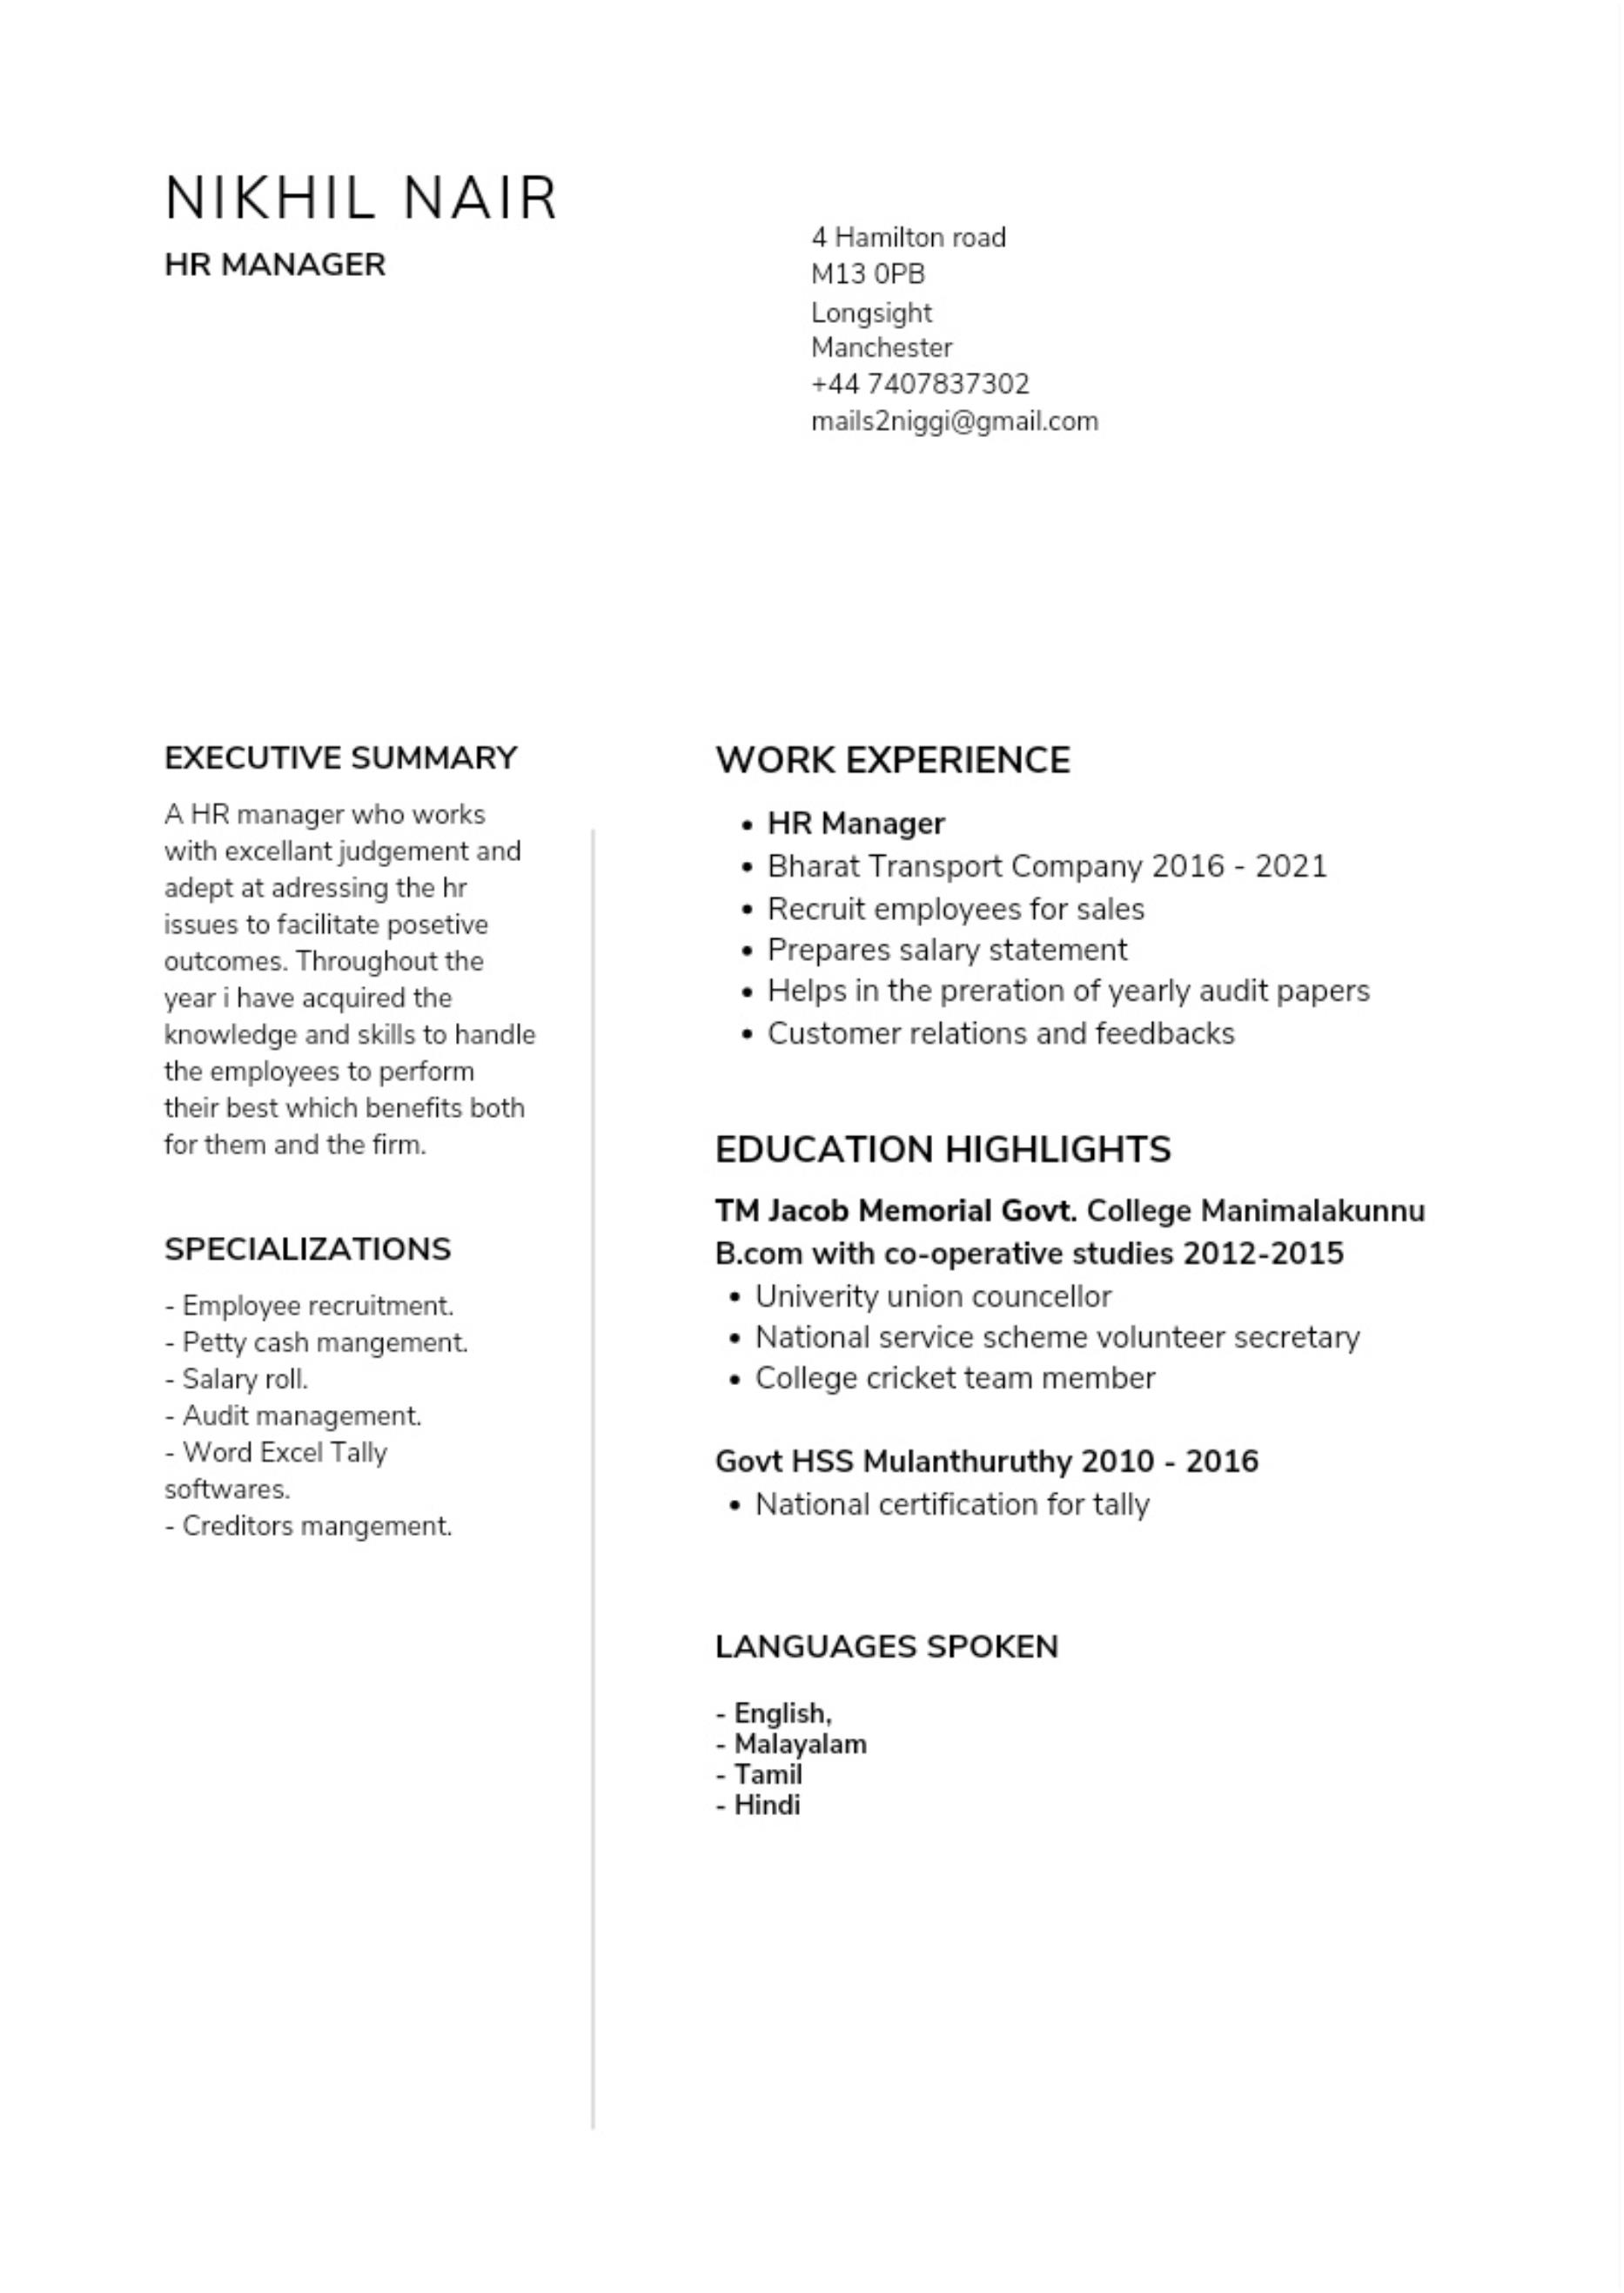 NIKHIL NAIR
HR MANAGER
4 Hamilton road
M13 0PB
Longsight
Manchester
+44 7407837302
mails2niggi@gmail.com
EXECUTIVE SUMMARY
A HR manager who works
with excellant judgement and
adept at adressing the hr
issues to facilitate posetive
outcomes. Throughout the
year i have acquired the
knowledge and skills to handle
the employees to perform
their best which benefits both
for them and the firm.
SPECIALIZATIONS
- Employee recruitment.
- Petty cash mangement.
- Salary roll.
- Audit management.
- Word Excel Tally
softwares.
- Creditors mangement.
WORK EXPERIENCE
• HR Manager
• Bharat Transport Company 2016 - 2021
• Recruit employees for sales
• Prepares salary statement
• Helps in the preration of yearly audit papers
• Customer relations and feedbacks
EDUCATION HIGHLIGHTS
TM Jacob Memorial Govt. College Manimalakunnu
B.com with co-operative studies 2012-2015
• Univerity union councellor
• National service scheme volunteer secretary
• College cricket team member
Govt HSS Mulanthuruthy 2010 - 2016
• National certification for tally
LANGUAGES SPOKEN
- English,
- Malayalam
- Tamil
- Hindi